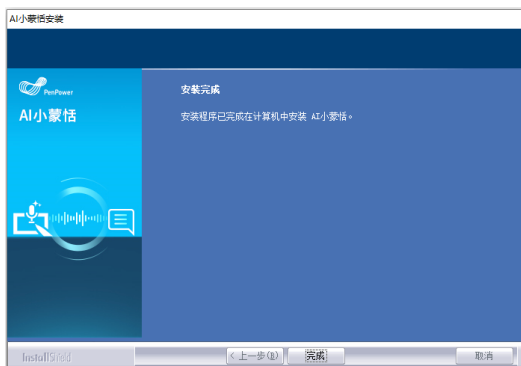 AI小蒙恬安装
PenPower
AI小蒙恬
安装完成
安装程序已完成在计算机中安装 AI小蒙恬。
InstallShield
< 上一步(B)
完成
取消